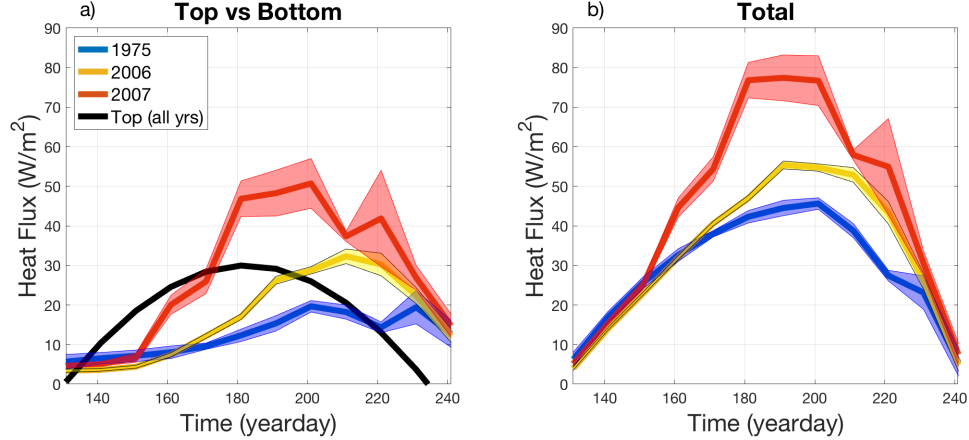 a) Top vs Bottom
90
80
70
60
50
40
30
20
10
0
Heat Flux (W/m²)
1975
2006
2007
Top (all yrs)
140 160 180 200 220 240
Time (yearday)
b) Total
90
80
70
60
50
40
30
20
10
0
Heat Flux (W/m²)
140 160 180 200 220 240
Time (yearday)